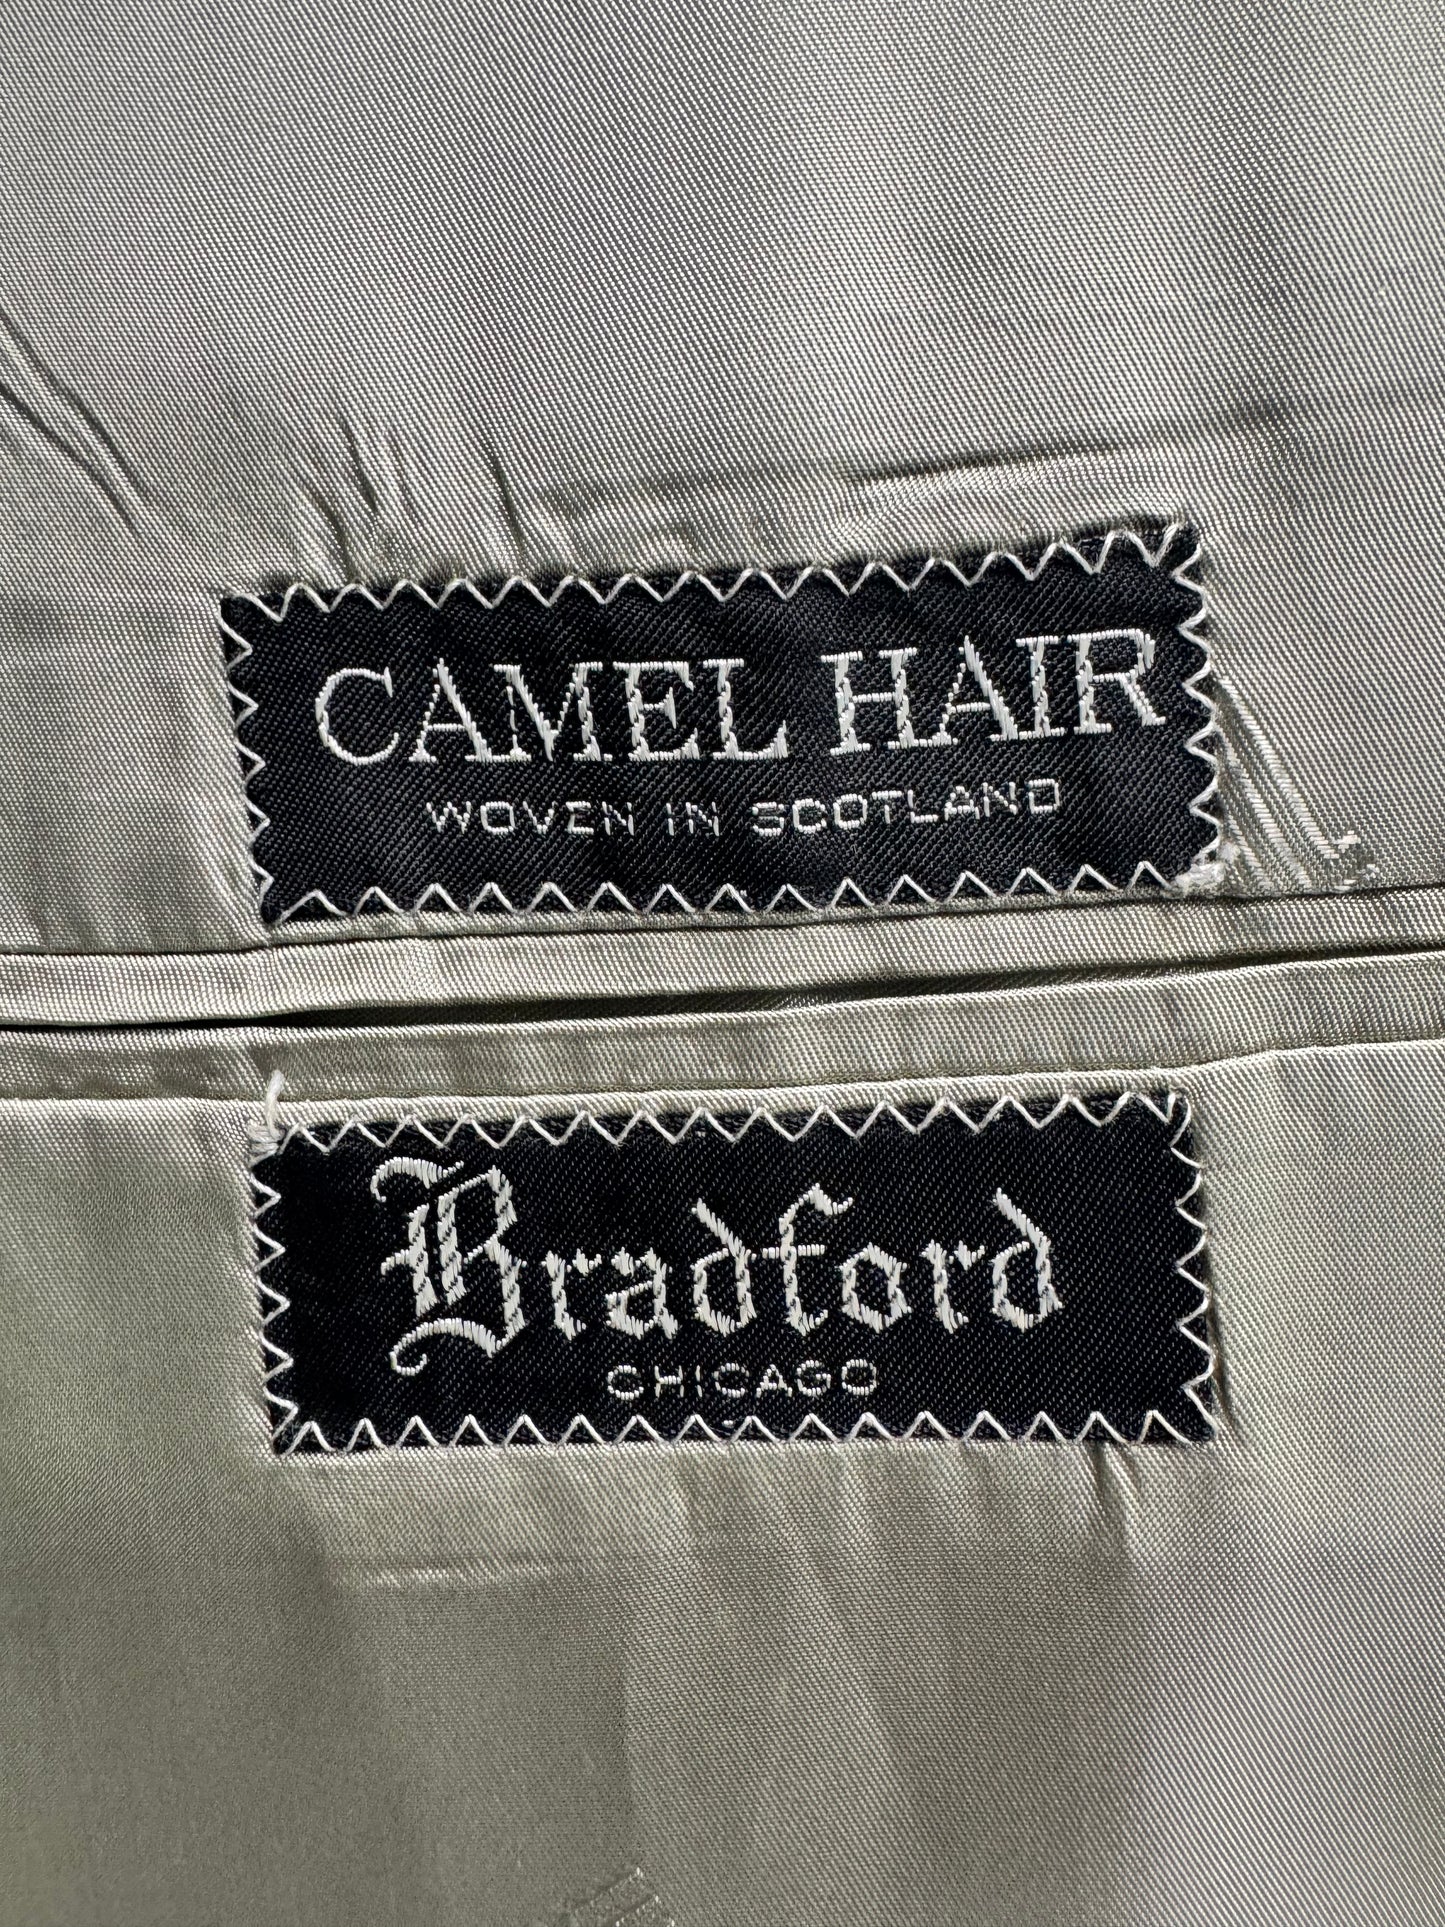 CAMEL HAIR
WOVEN IN SCOTLAND
Bradford
CHICAGO